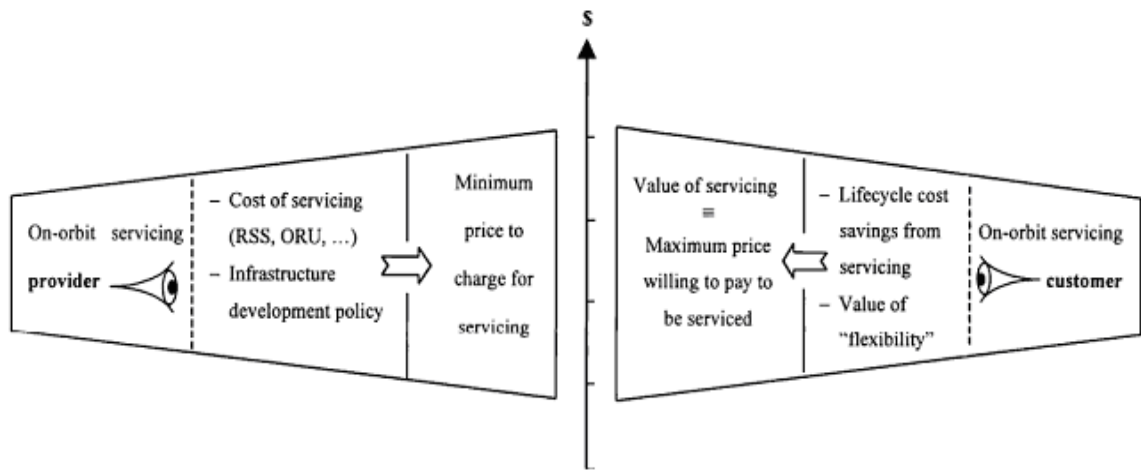 $
On-orbit servicing
provider
– Cost of servicing
(RSS, ORU, …)
– Infrastructure
development policy
Minimum
price to
charge for
servicing
Value of servicing
≡
Maximum price
willing to pay to
be serviced
– Lifecycle cost
savings from
servicing
– Value of
"flexibility"
On-orbit servicing
customer